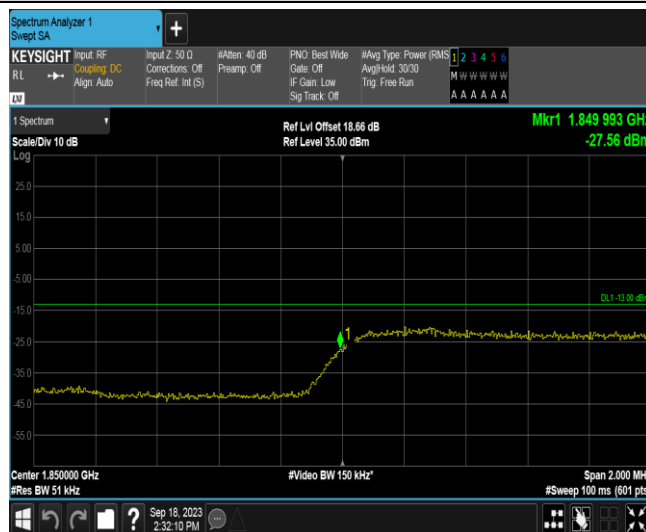 Spectrum Analyzer 1
Swept SA
+
KEYSIGHT
RL
LXI
Input: RF
Coupling: DC
Align: Auto
Input Z: 50 Ω
Corrections: Off
Freq Ref: Int (S)
#Atten: 40 dB
Preamp: Off
PNO: Best Wide
Gate: Off
IF Gain: Low
Sig Track: Off
#Avg Type: Power (RMS
Avg|Hold: 30/30
Trig: Free Run
1 2 3 4 5 6
M W W W W W
A A A A A A
1 Spectrum
Scale/Div 10 dB
Log
Ref Lvl Offset 18.66 dB
Ref Level 35.00 dBm
Mkr1 1.849 993 GHz
-27.56 dBm
25.0
15.0
5.00
-5.00
DL1 -13.00 dBm
-15.0
1
-25.0
-35.0
-45.0
-55.0
Center 1.850000 GHz
#Res BW 51 kHz
#Video BW 150 kHz*
Span 2.000 MH
#Sweep 100 ms (601 pts
?
Sep 18, 2023
2:32:10 PM